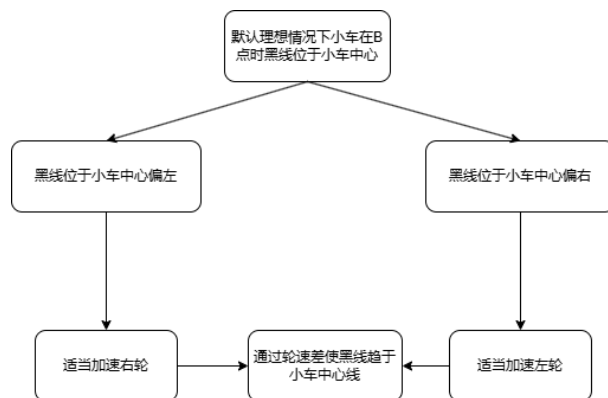 默认理想情况下小车在B
点时黑线位于小车中心
黑线位于小车中心偏左
黑线位于小车中心偏右
适当加速右轮
通过轮速差使黑线趋于
小车中心线
适当加速左轮